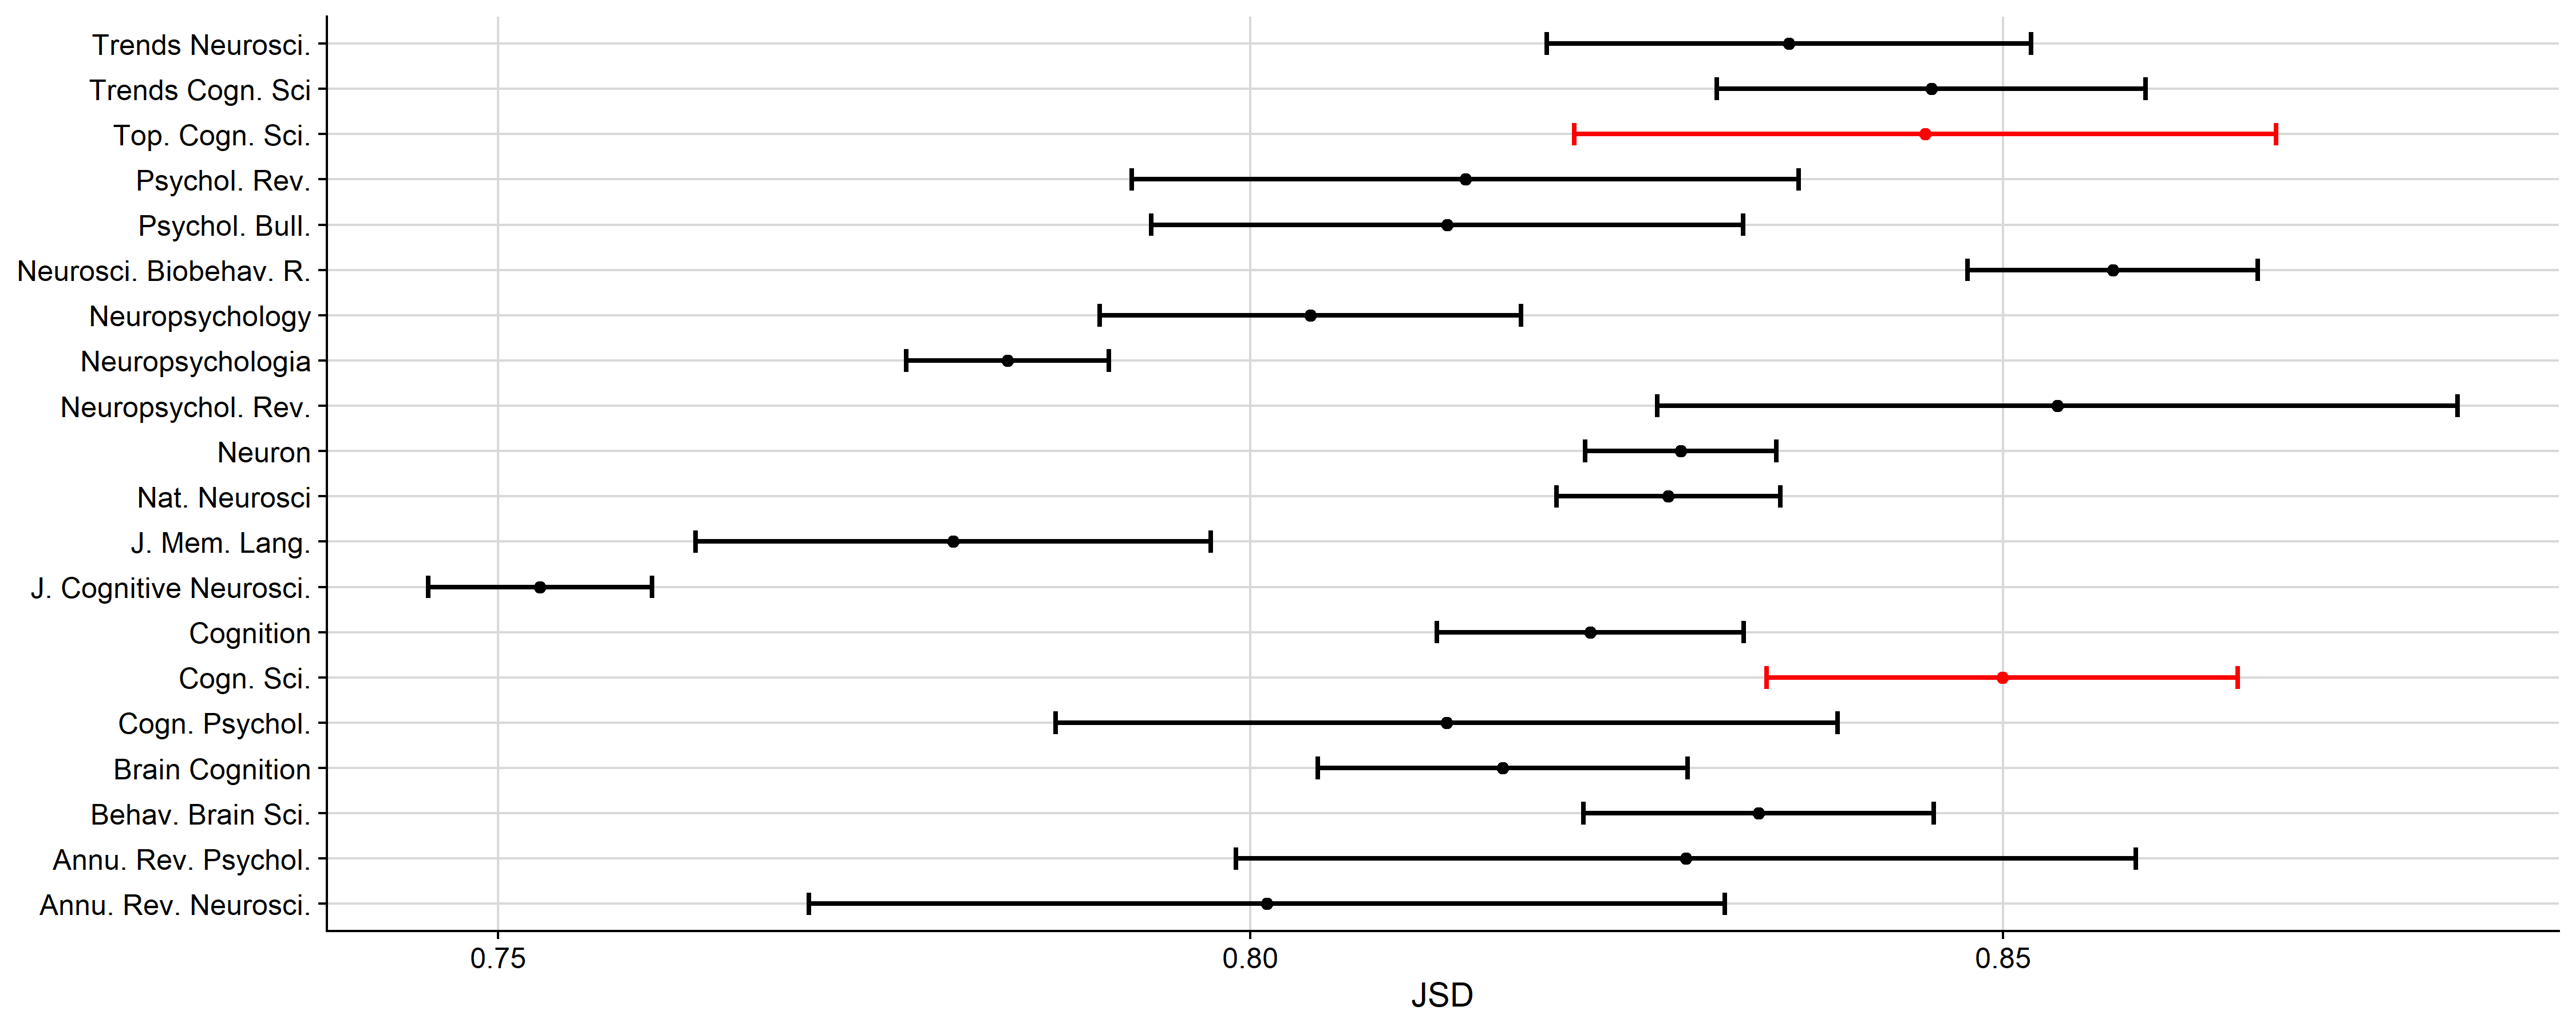 Trends Neurosci.
Trends Cogn. Sci
Top. Cogn. Sci.
Psychol. Rev.
Psychol. Bull.
Neurosci. Biobehav. R.
Neuropsychology
Neuropsychologia
Neuropsychol. Rev.
Neuron
Nat. Neurosci
J. Mem. Lang.
J. Cognitive Neurosci.
Cognition
Cogn. Sci.
Cogn. Psychol.
Brain Cognition
Behav. Brain Sci.
Annu. Rev. Psychol.
Annu. Rev. Neurosci.
0.75 0.80 0.85
JSD